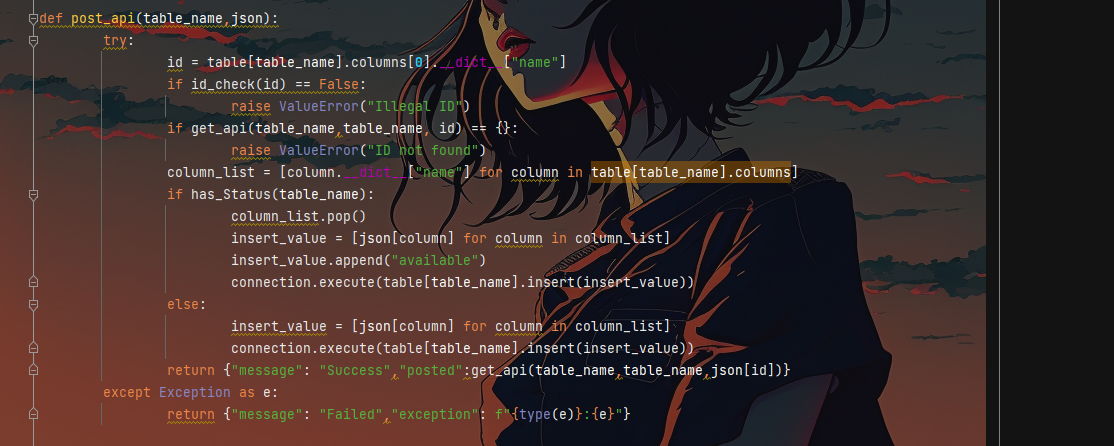 def post_api(table_name,json):
try:
id = table[table_name].columns[0].__dict__["name"]
if id_check(id) == False:
raise ValueError("Illegal ID")
if get_api(table_name,table_name, id) == {}:
raise ValueError("ID not found")
column_list = [column.__dict__["name"] for column in table[table_name].columns]
if has_Status(table_name):
column_list.pop()
insert_value = [json[column] for column in column_list]
insert_value.append("available")
connection.execute(table[table_name].insert(insert_value))
else:
insert_value = [json[column] for column in column_list]
connection.execute(table[table_name].insert(insert_value))
return {"message": "Success","posted":get_api(table_name,table_name,json[id])}
except Exception as e:
return {"message": "Failed","exception": f"{type(e)}:{e}"}